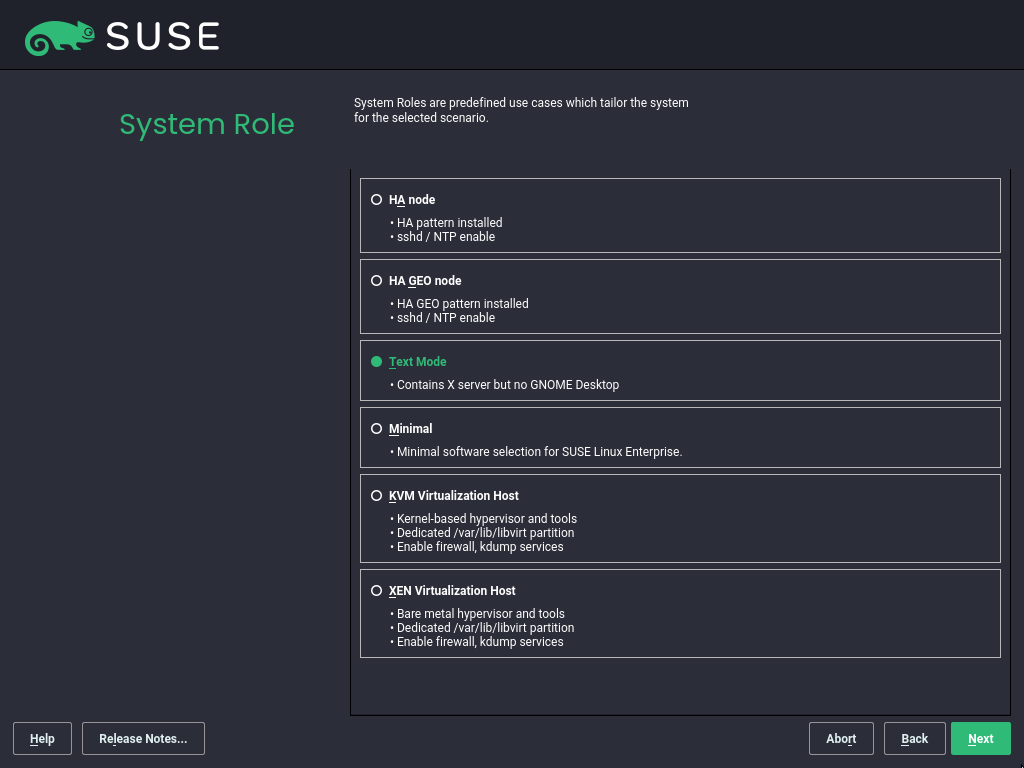 SUSE
System Role
System Roles are predefined use cases which tailor the system
for the selected scenario.
HA node
• HA pattern installed
• sshd / NTP enable
HA GEO node
• HA GEO pattern installed
• sshd / NTP enable
Text Mode
• Contains X server but no GNOME Desktop
Minimal
• Minimal software selection for SUSE Linux Enterprise.
KVM Virtualization Host
• Kernel-based hypervisor and tools
• Dedicated /var/lib/libvirt partition
• Enable firewall, kdump services
XEN Virtualization Host
• Bare metal hypervisor and tools
• Dedicated /var/lib/libvirt partition
• Enable firewall, kdump services
Help Release Notes... Abort Back Next